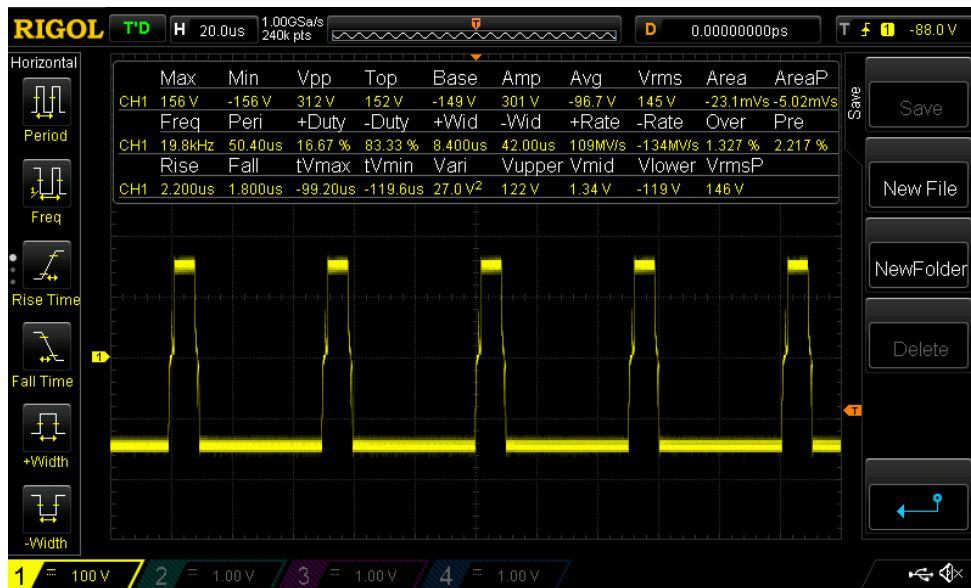 RIGOL T'D H 20.0us 1.00GSa/s 240k pts T D 0.00000000ps T 1 -88.0 V
Horizontal
Period
Freq
Rise Time
Fall Time
+Width
-Width
Max Min Vpp Top Base Amp Avg Vrms Area AreaP
CH1 156 V -156 V 312 V 152 V -149 V 301 V -96.7 V 145 V -23.1mVs -5.02mVs
Freq Peri +Duty -Duty +Wid -Wid +Rate -Rate Over Pre
CH1 19.8kHz 50.40us 16.67 % 83.33 % 8.400us 42.00us 109MV/s -134MV/s 1.327 % 2.217 %
Rise Fall tVmax tVmin Vari Vupper Vmid Vlower VrmsP
CH1 2.200us 1.800us -99.20us -119.6us 27.0 V² 122 V 1.34 V -119 V 146 V
1
T
Save
Save
New File
NewFolder
Delete
1 = 100 V 2 = 1.00 V 3 = 1.00 V 4 = 1.00 V